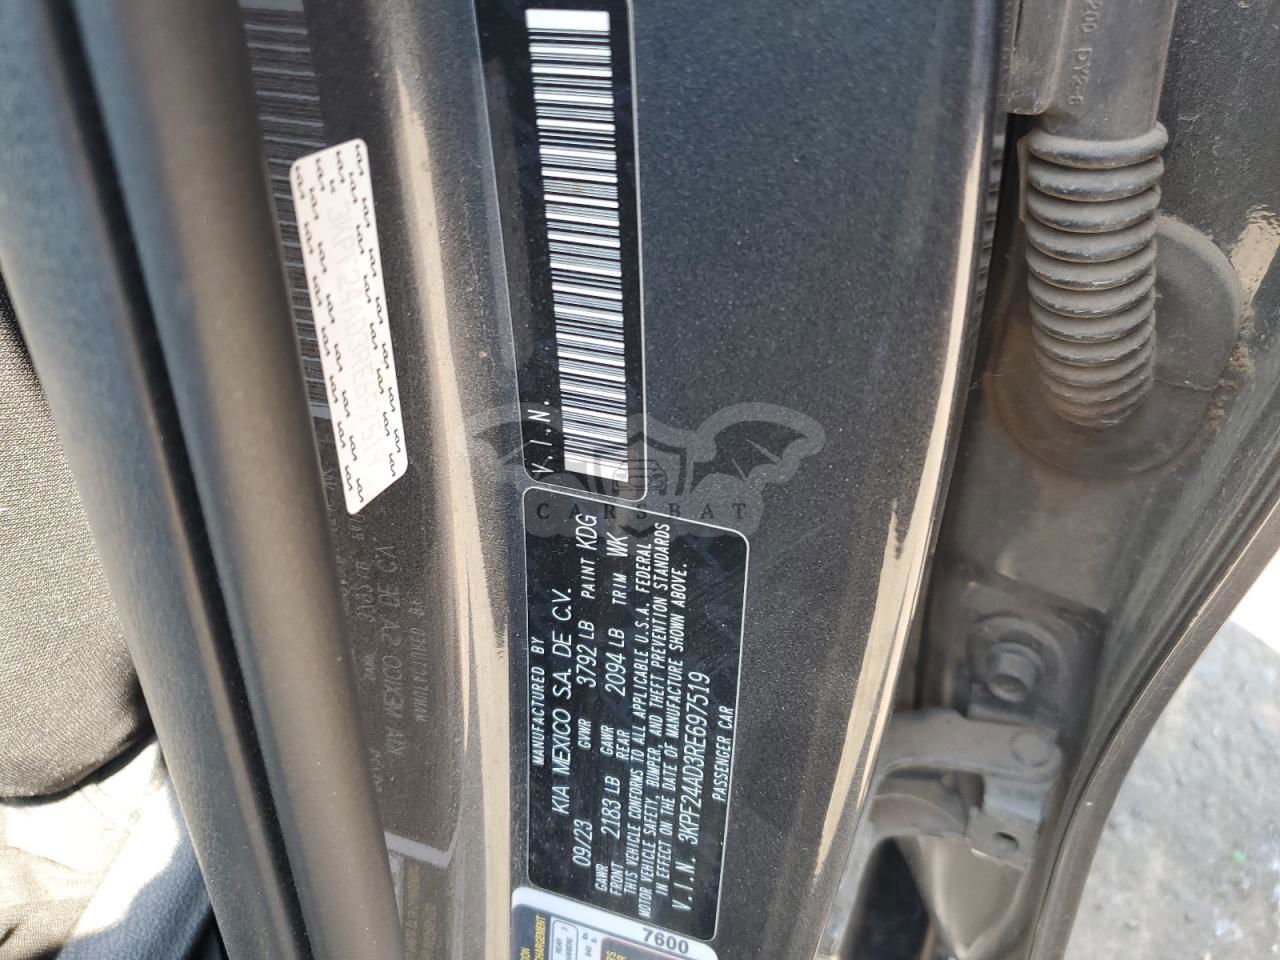 V.I.N.
MANUFACTURED BY
KIA MEXICO S.A. DE C.V.
09/23 GVWR 3792 LB PAINT KDG
GAWR FRONT 2183 LB GAWR REAR 2094 LB TRIM WK
THIS VEHICLE CONFORMS TO ALL APPLICABLE U.S.A. FEDERAL
MOTOR VEHICLE SAFETY, BUMPER, AND THEFT PREVENTION STANDARDS
IN EFFECT ON THE DATE OF MANUFACTURE SHOWN ABOVE.
V.I.N. 3KPF24AD3RE697519
PASSENGER CAR
7600
CARSBAT